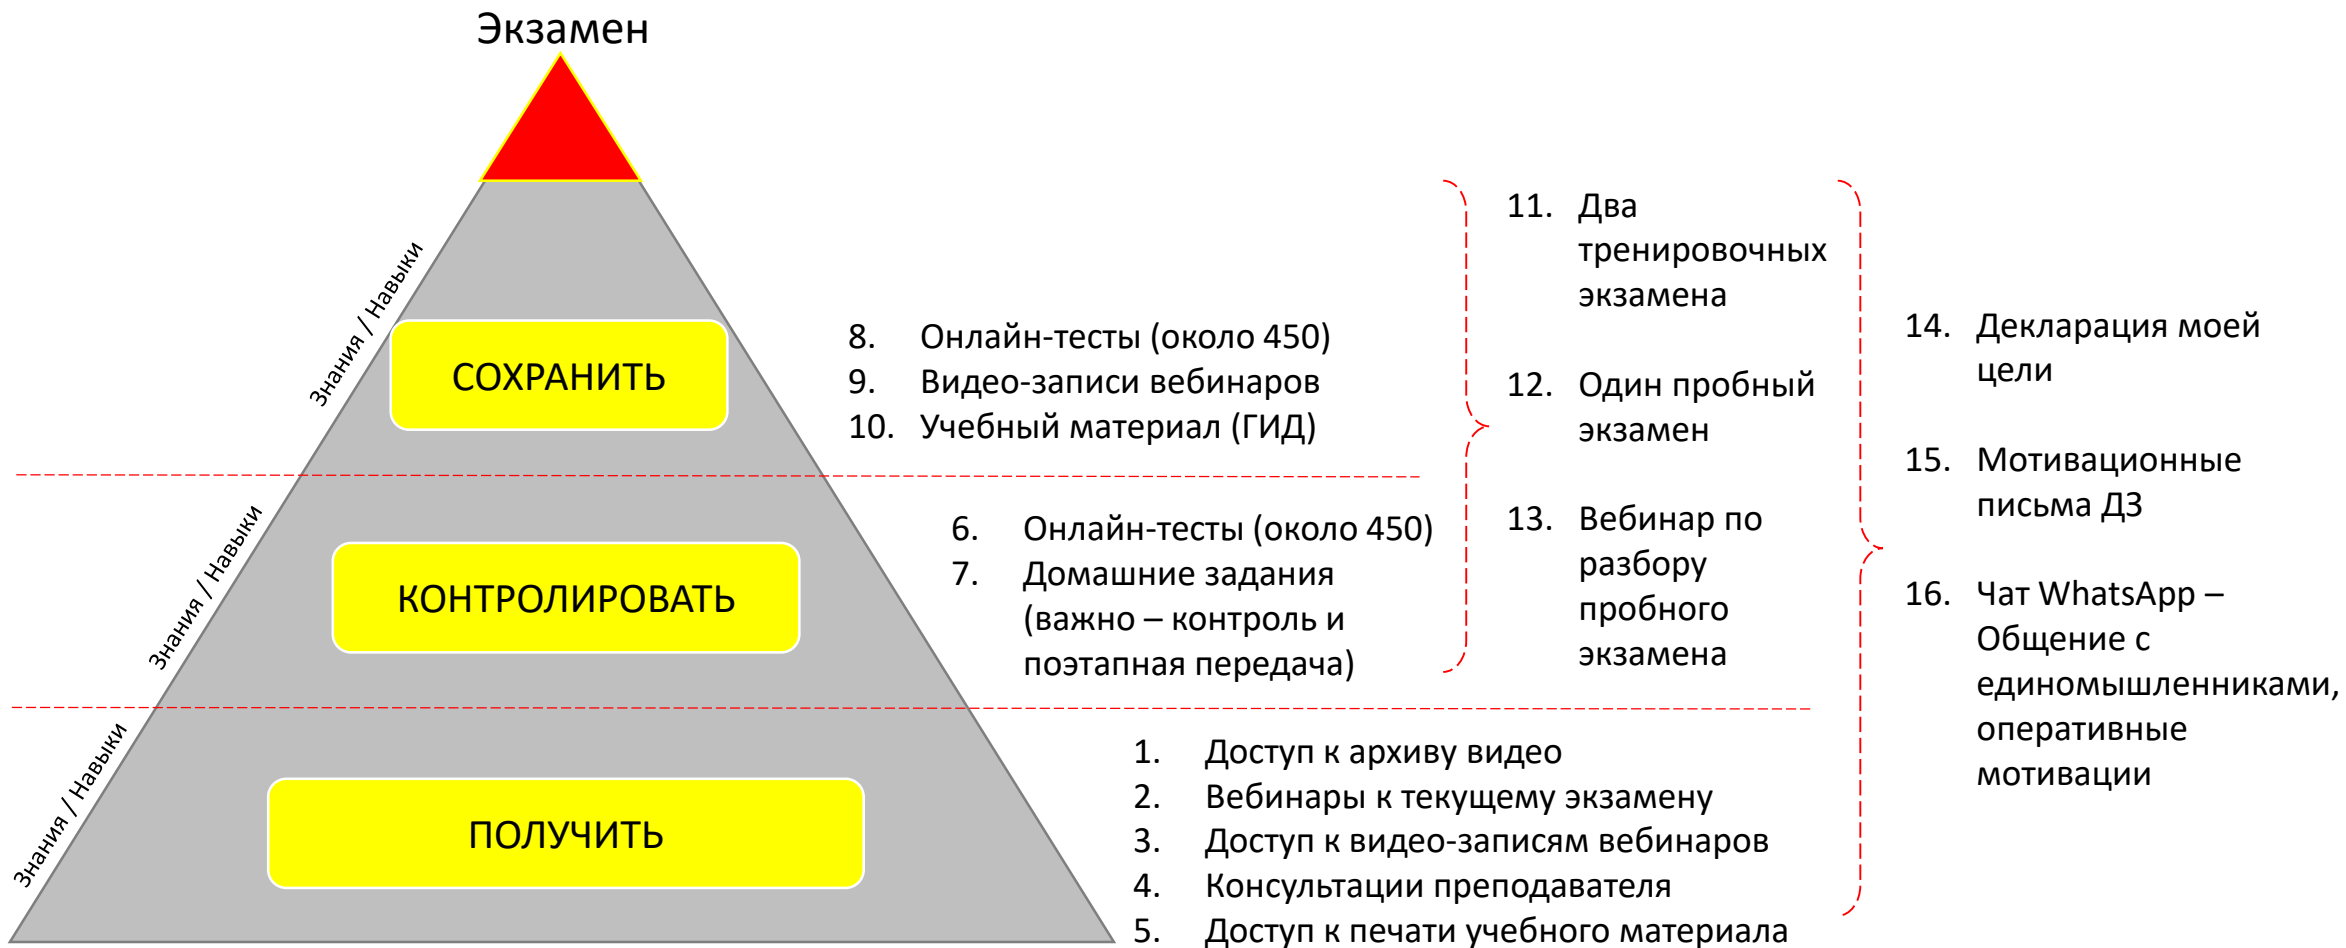 Экзамен
Знания / Навыки
СОХРАНИТЬ
8. Онлайн-тесты (около 450)
9. Видео-записи вебинаров
10. Учебный материал (ГИД)
Знания / Навыки
КОНТРОЛИРОВАТЬ
6. Онлайн-тесты (около 450)
7. Домашние задания
(важно – контроль и
поэтапная передача)
Знания / Навыки
ПОЛУЧИТЬ
1. Доступ к архиву видео
2. Вебинары к текущему экзамену
3. Доступ к видео-записям вебинаров
4. Консультации преподавателя
5. Доступ к печати учебного материала
11. Два
тренировочных
экзамена
12. Один пробный
экзамен
13. Вебинар по
разбору
пробного
экзамена
14. Декларация моей
цели
15. Мотивационные
письма ДЗ
16. Чат WhatsApp –
Общение с
единомышленниками,
оперативные
мотивации